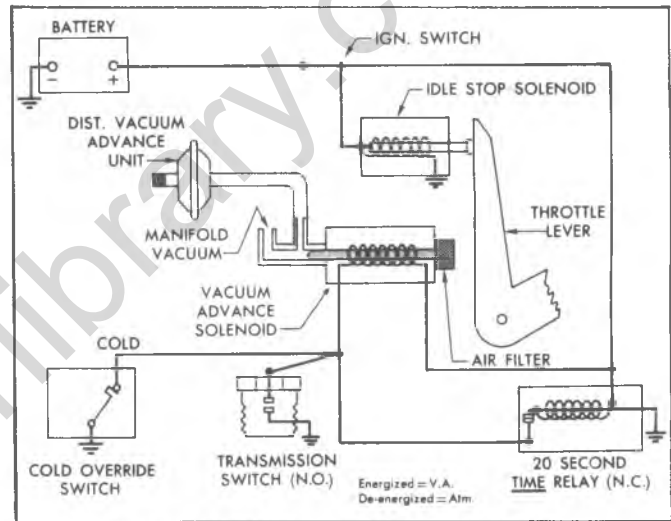 BATTERY
IGN. SWITCH
- +
IDLE STOP SOLENOID
DIST. VACUUM
ADVANCE
UNIT
THROTTLE
LEVER
MANIFOLD
VACUUM
VACUUM
ADVANCE
SOLENOID
AIR FILTER
COLD
COLD OVERRIDE
SWITCH
TRANSMISSION
SWITCH (N.O.)
Energized = V.A.
De-energized = Atm.
20 SECOND
TIME RELAY (N.C.)
library.c